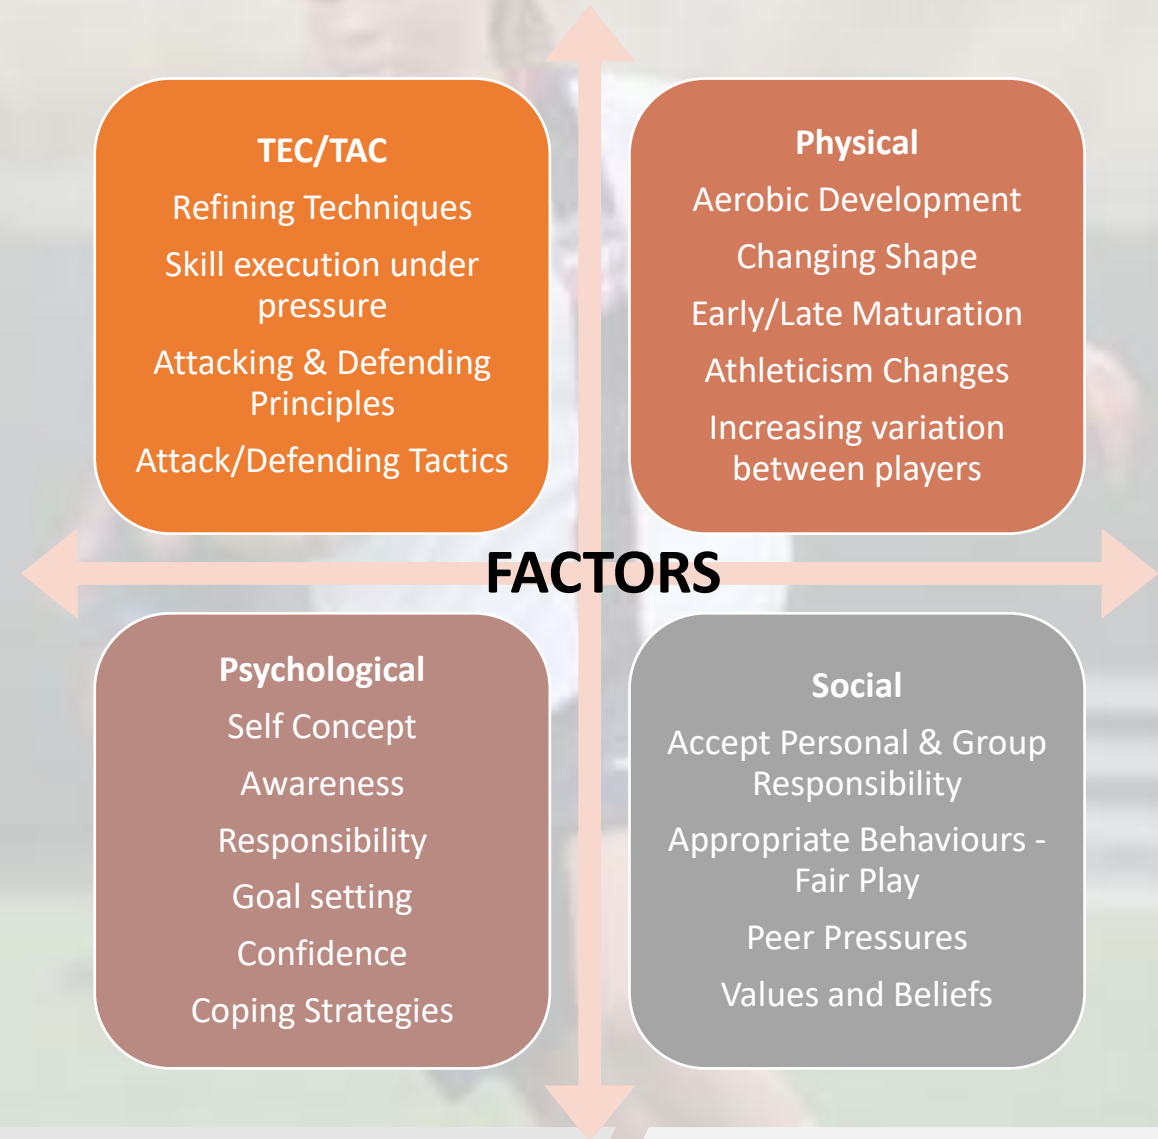 TEC/TAC
Refining Techniques
Skill execution under
pressure
Attacking & Defending
Principles
Attack/Defending Tactics
Physical
Aerobic Development
Changing Shape
Early/Late Maturation
Athleticism Changes
Increasing variation
between players
FACTORS
Psychological
Self Concept
Awareness
Responsibility
Goal setting
Confidence
Coping Strategies
Social
Accept Personal & Group
Responsibility
Appropriate Behaviours -
Fair Play
Peer Pressures
Values and Beliefs